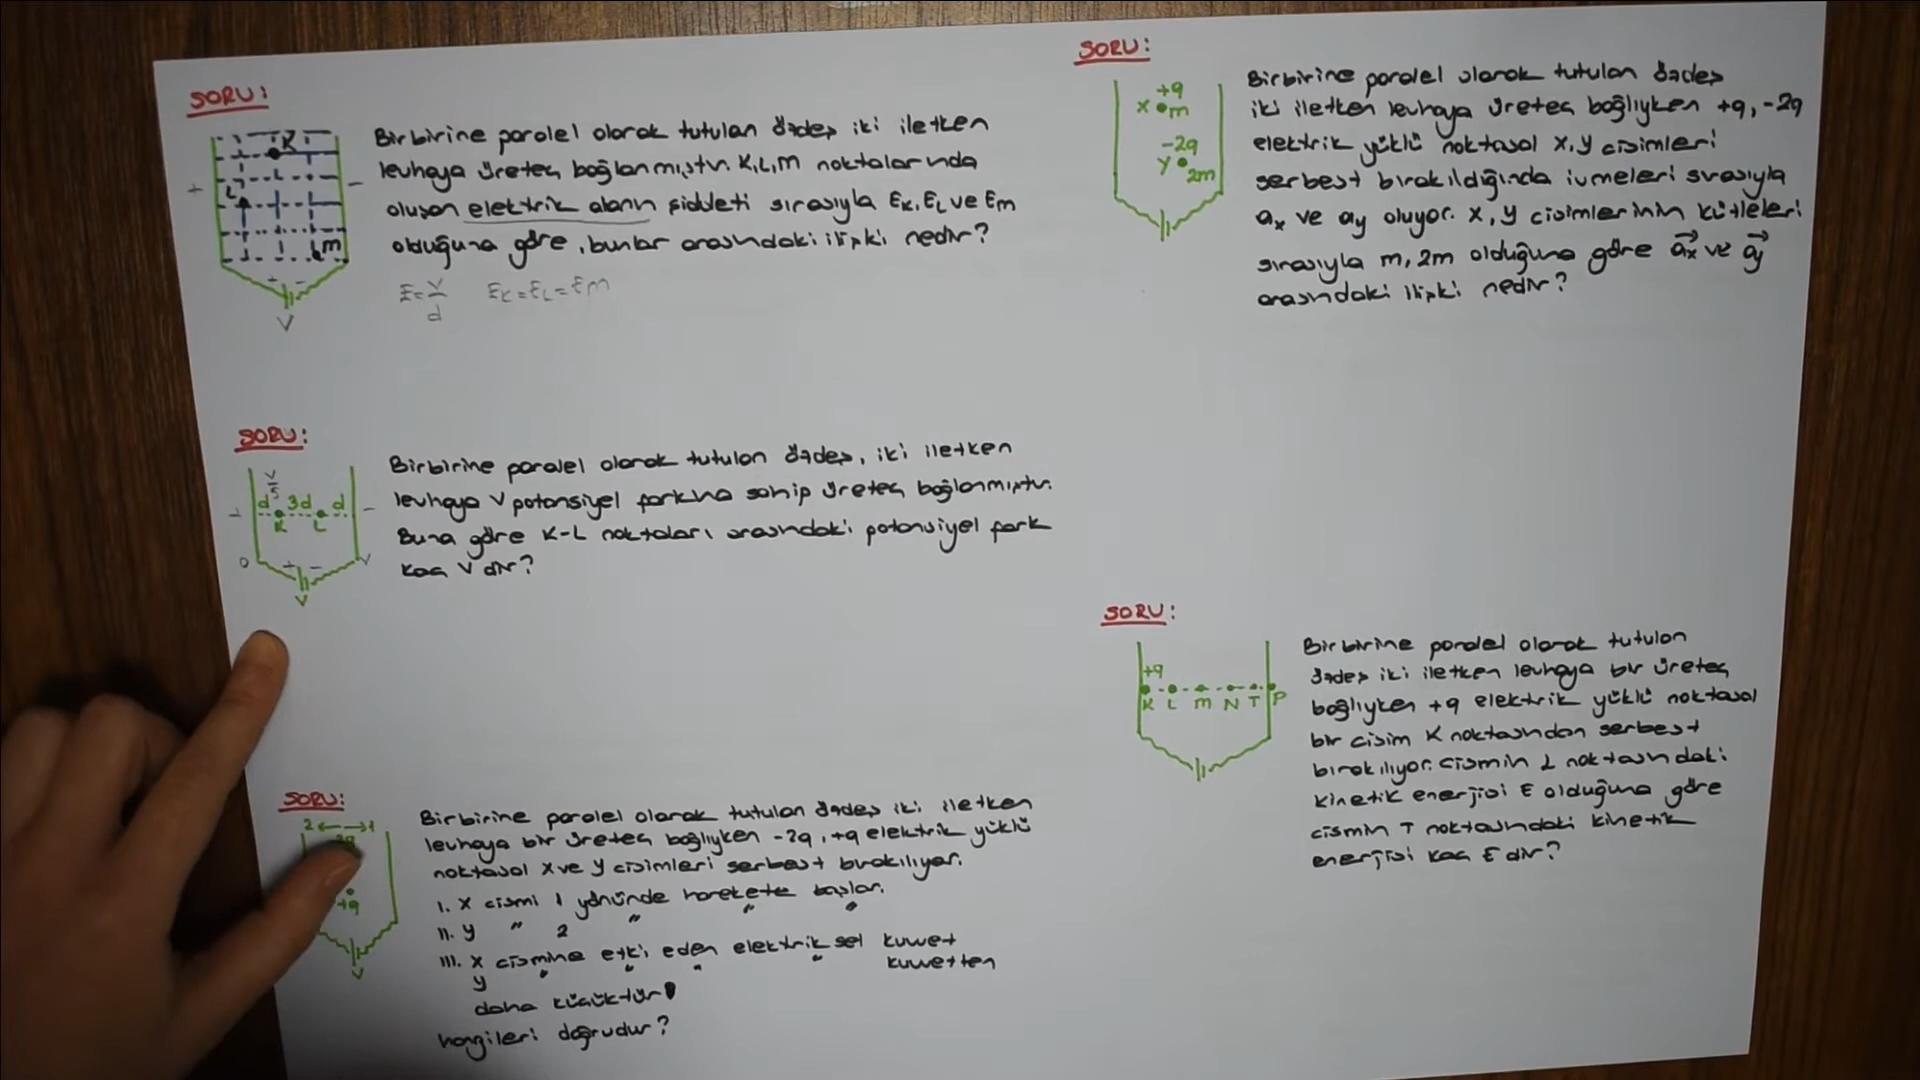 SORU:
K
L
m
+
-
+ -
V
Birbirine paralel olarak tutulan özdeş iki iletken
levhaya üreteç bağlanmıştır. K,L,M noktalarında
oluşan elektrik alanın şiddeti sırasıyla EK, EL ve Em
olduğuna göre, bunlar arasındaki ilişki nedir?
E=V/d EK=EL=Em
SORU:
V/5
d 3d d
K L
+
-
0
V
+ -
V
Birbirine paralel olarak tutulan özdeş, iki iletken
levhaya V potansiyel farkına sahip üreteç bağlanmıştır.
Buna göre K-L noktaları arasındaki potansiyel fark
kaç V dir?
SORU:
2 ← → 1
+q
V
Birbirine paralel olarak tutulan özdeş iki iletken
levhaya bir üreteç bağlıyken -2q, +q elektrik yüklü
noktasal X ve Y cisimleri serbest bırakılıyor.
I. X cismi 1 yönünde harekete başlar.
II. Y " 2 " " "
III. X cismine etki eden elektriksel kuvvet
Y " " " " kuvvetten
daha küçüktür
hangileri doğrudur?
SORU:
+q
X m
-2q
Y 2m
Birbirine paralel olarak tutulan özdeş
iki iletken levhaya üreteç bağlıyken +q, -2q
elektrik yüklü noktasal X,Y cisimleri
serbest bırakıldığında ivmeleri sırasıyla
ax ve ay oluyor. X, Y cisimlerinin kütleleri
sırasıyla m, 2m olduğuna göre a⃗x ve a⃗y
arasındaki ilişki nedir?
SORU:
+q
K L m N T P
Birbirine paralel olarak tutulan
özdeş iki iletken levhaya bir üreteç
bağlıyken +q elektrik yüklü noktasal
bir cisim K noktasından serbest
bırakılıyor. Cismin L noktasındaki
kinetik enerjisi E olduğuna göre
cismin T noktasındaki kinetik
enerjisi kaç E dir?